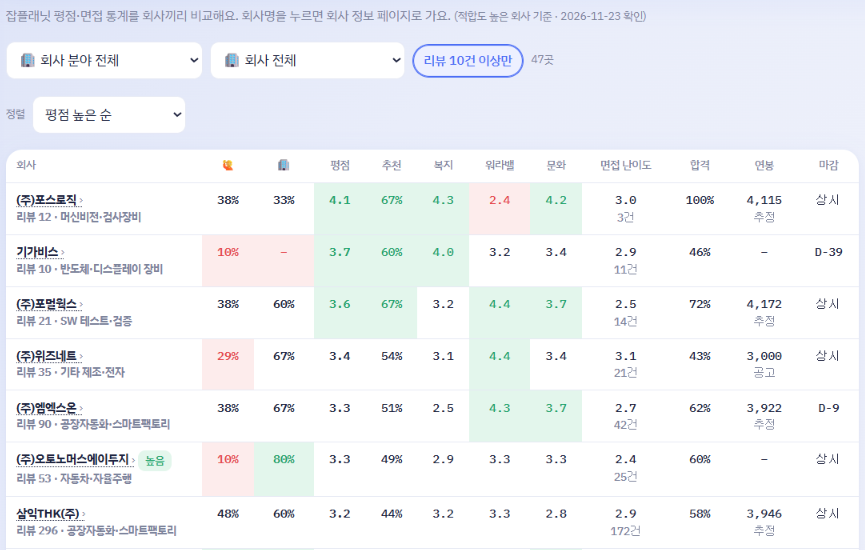 잡플래닛 평점·면접 통계를 회사끼리 비교해요. 회사명을 누르면 회사 정보 페이지로 가요. (적합도 높은 회사 기준 · 2026-11-23 확인)
회사 분야 전체 회사 전체 리뷰 10건 이상만 47곳
정렬 평점 높은 순
회사 평점 추천 복지 워라밸 문화 면접 난이도 합격 연봉 마감
(주)포스로직 › 38% 33% 4.1 67% 4.3 2.4 4.2 3.0 100% 4,115 상시
리뷰 12 · 머신비전·검사장비 3건 추정
기가비스 › 10% – 3.7 60% 4.0 3.2 3.4 2.9 46% – D-39
리뷰 10 · 반도체·디스플레이 장비 11건
(주)포멀웍스 › 38% 60% 3.6 67% 3.2 4.4 3.7 2.5 72% 4,172 상시
리뷰 21 · SW 테스트·검증 14건 추정
(주)위즈네트 › 29% 67% 3.4 54% 3.1 4.4 3.4 3.1 43% 3,000 상시
리뷰 35 · 기타 제조·전자 21건 공고
(주)엠엑스온 › 38% 67% 3.3 51% 2.5 4.3 3.7 2.7 62% 3,922 D-9
리뷰 90 · 공장자동화·스마트팩토리 42건 추정
(주)오토노머스에이투지 › 높음 10% 80% 3.3 49% 2.9 3.3 3.3 2.4 60% – 상시
리뷰 53 · 자동차·자율주행 25건
삼익THK(주) › 48% 60% 3.2 44% 3.2 3.3 2.8 2.9 58% 3,946 상시
리뷰 296 · 공장자동화·스마트팩토리 172건 추정